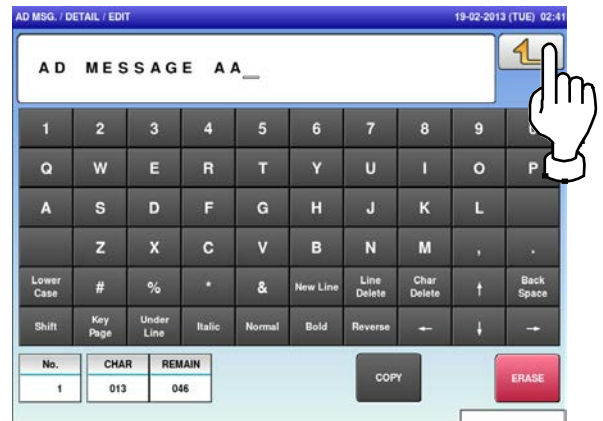 AD MSG. / DETAIL / EDIT 19-02-2013 (TUE) 02:41
AD MESSAGE AA_
1 2 3 4 5 6 7 8 9
Q W E R T Y U I O P
A S D F G H J K L
Z X C V B N M , .
Lower Case # % * & New Line Line Delete Char Delete ↑ Back Space
Shift Key Page Under Line Italic Normal Bold Reverse ← ↓ →
No. CHAR REMAIN
1 013 046
COPY
ERASE